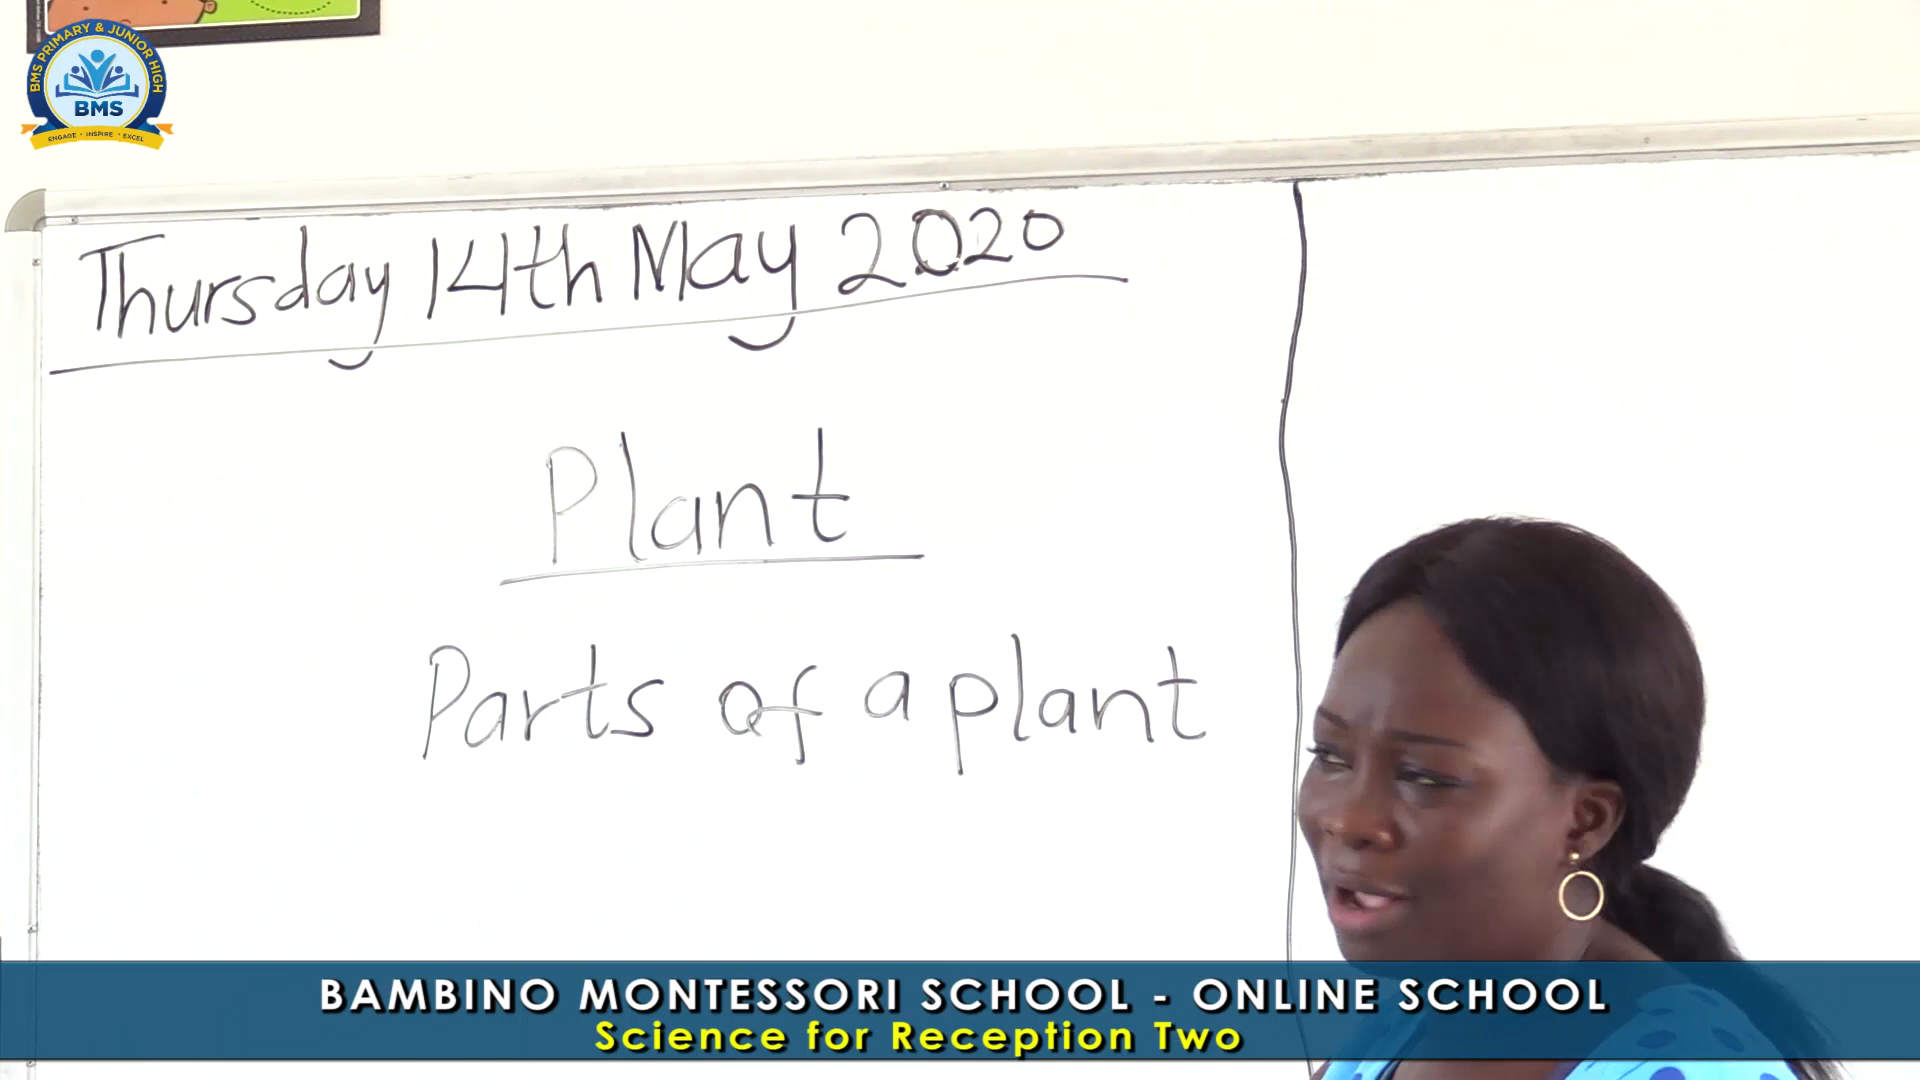 BMS PRIMARY & JUNIOR HIGH
BMS
ENGAGE • INSPIRE • EXCEL
Thursday 14th May 2020
Plant
Parts of a plant
BAMBINO MONTESSORI SCHOOL - ONLINE SCHOOL
Science for Reception Two